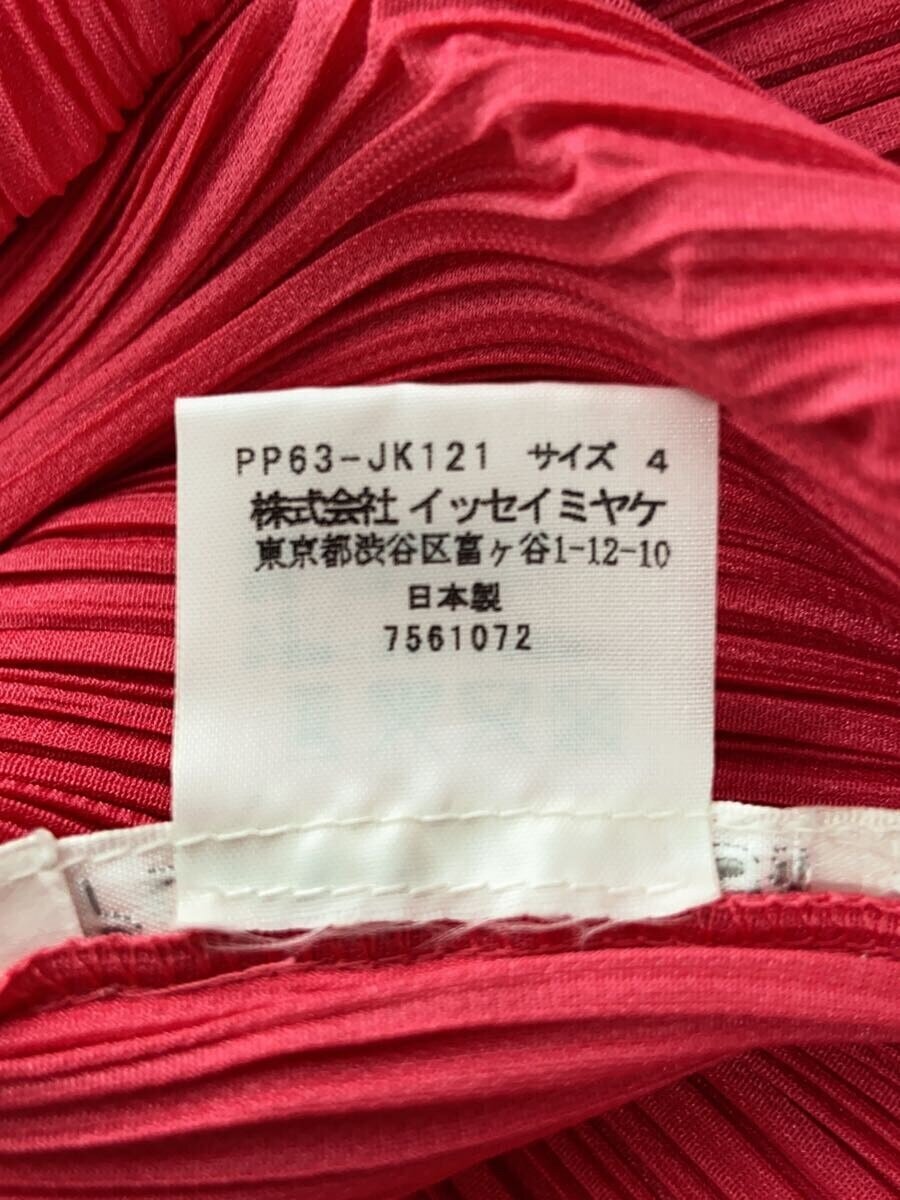 PP63-JK121 サイズ 4
株式会社 イッセイミヤケ
東京都渋谷区富ヶ谷1-12-10
日本製
7561072